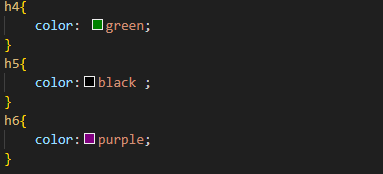 h4{
    color: green;
}
h5{
    color:black ;
}
h6{
    color:purple;
}